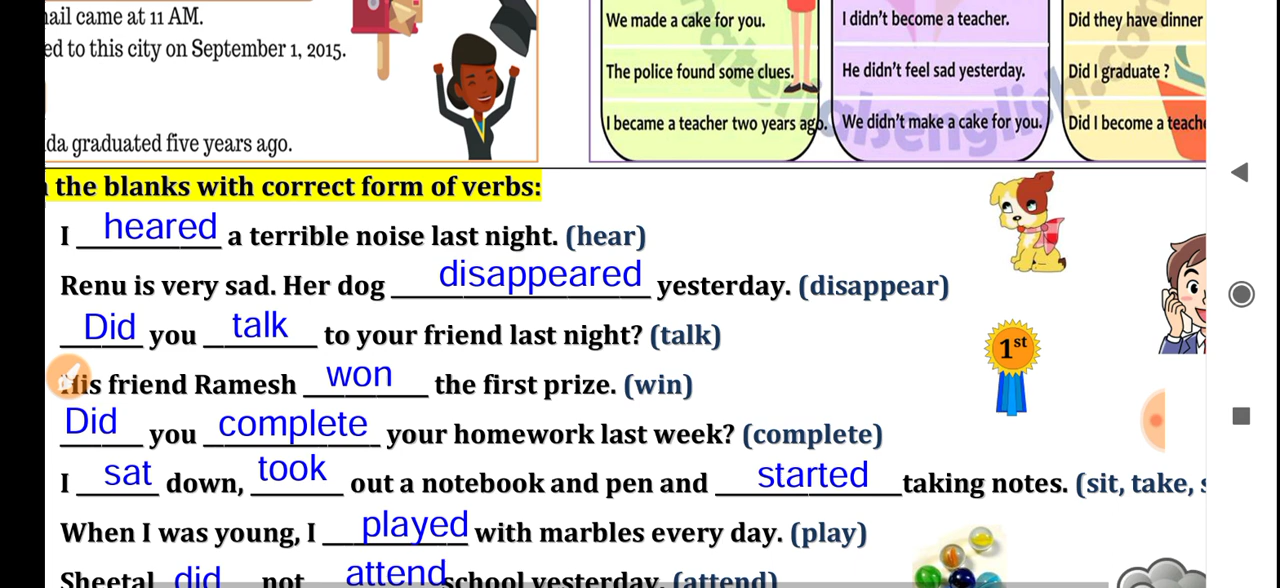 ail came at 11 AM.
ed to this city on September 1, 2015.
da graduated five years ago.
We made a cake for you.
The police found some clues.
I became a teacher two years ago.
I didn't become a teacher.
He didn't feel sad yesterday.
We didn't make a cake for you.
Did they have dinner
Did I graduate ?
Did I become a teach
the blanks with correct form of verbs:
I heared a terrible noise last night. (hear)
Renu is very sad. Her dog disappeared yesterday. (disappear)
Did you talk to your friend last night? (talk)
His friend Ramesh won the first prize. (win)
1st
Did you complete your homework last week? (complete)
I sat down, took out a notebook and pen and started taking notes. (sit, take, s
When I was young, I played with marbles every day. (play)
Sheetal did not attend school yesterday. (attend)